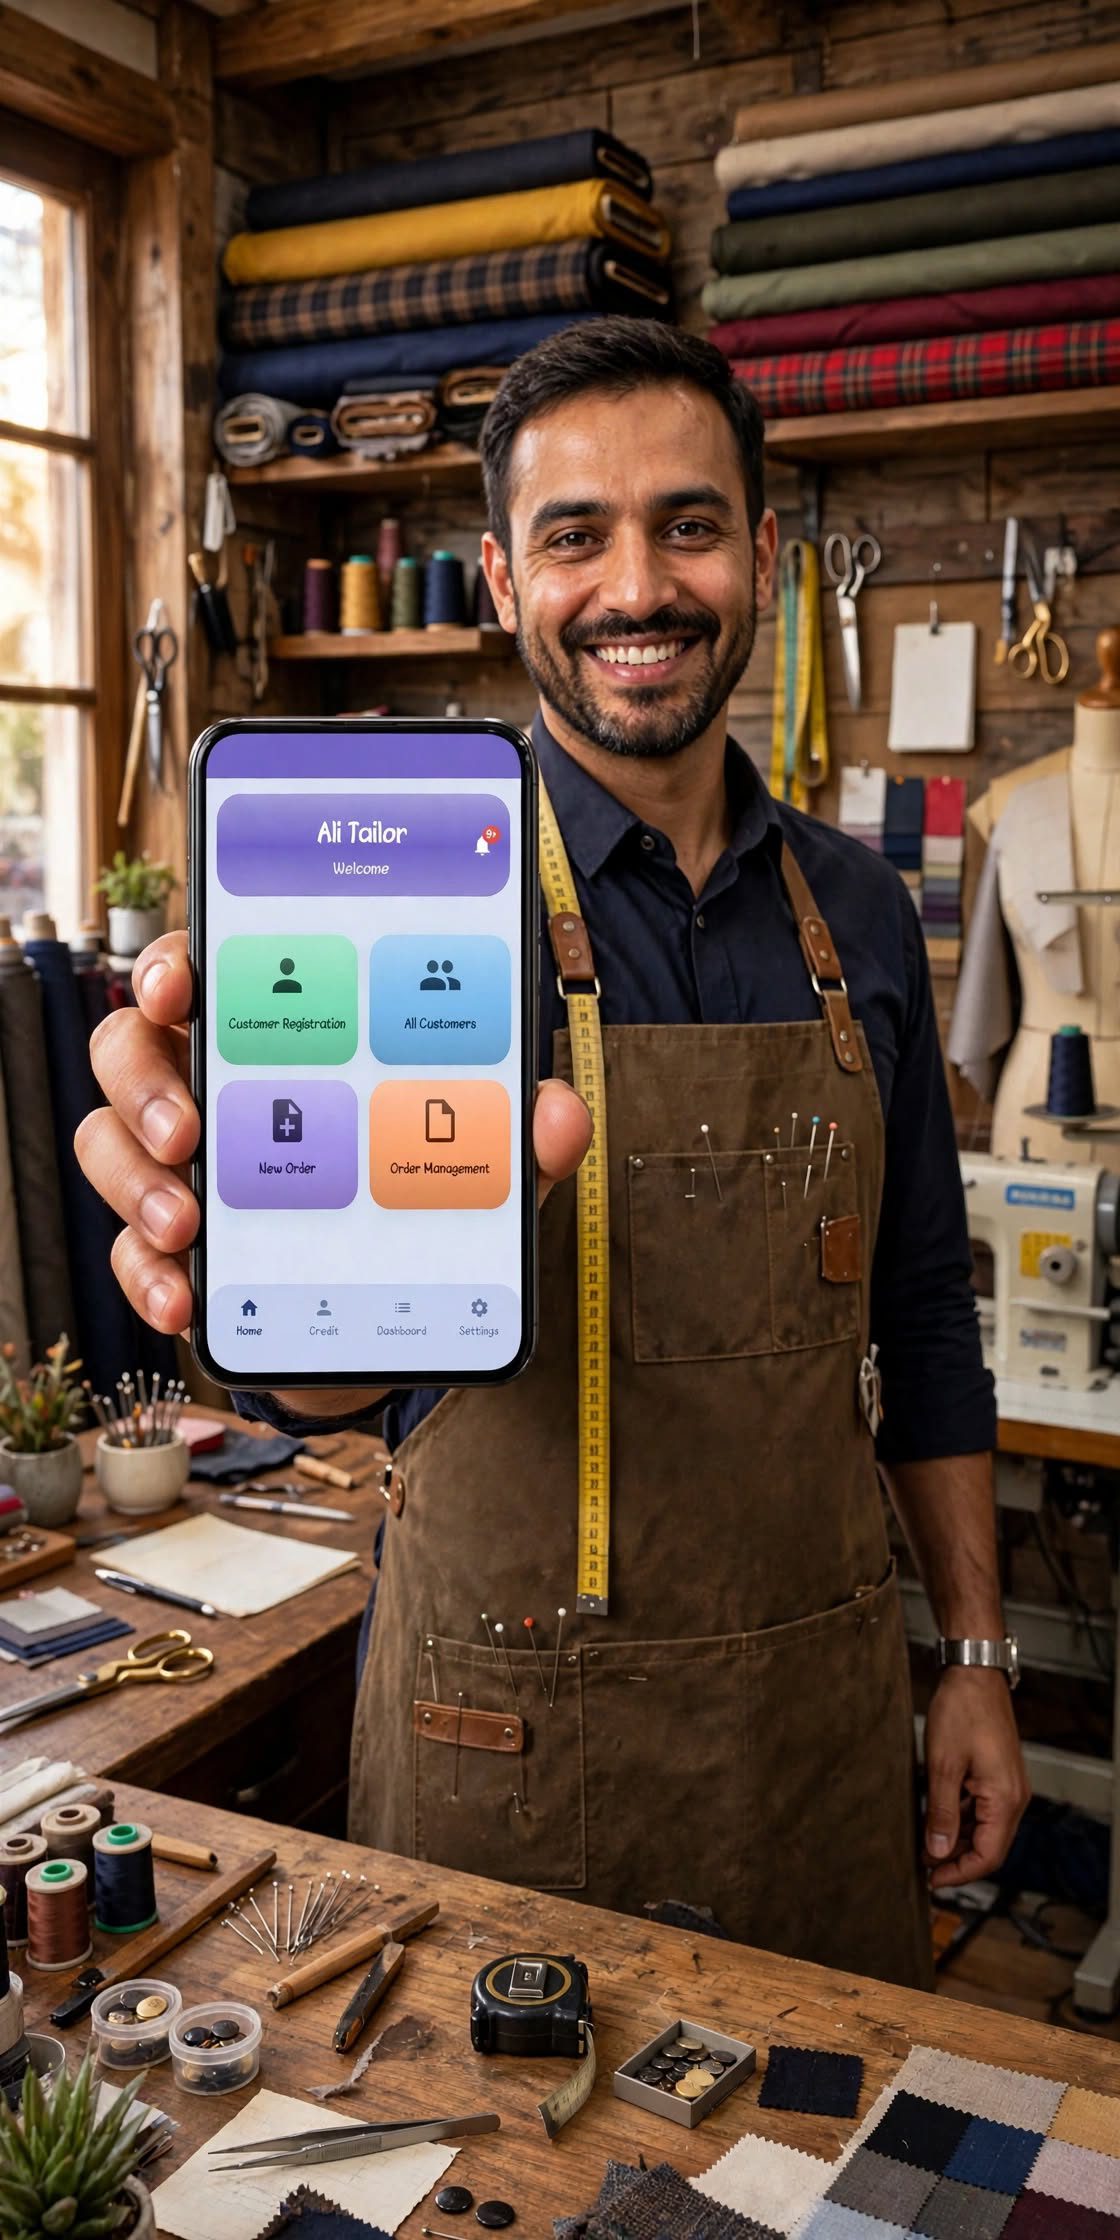 Ali Tailor
9+
Welcome
Customer Registration
All Customers
New Order
Order Management
Home
Credit
Dashboard
Settings